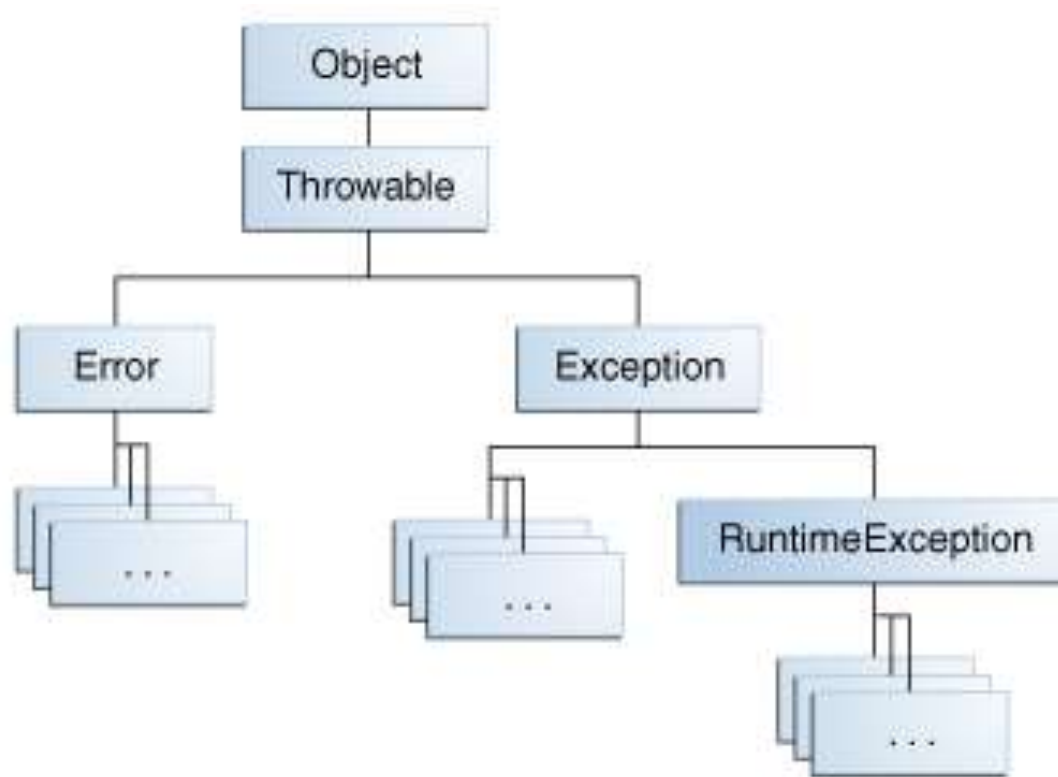 Object
Throwable
Error
Exception
...
...
RuntimeException
...